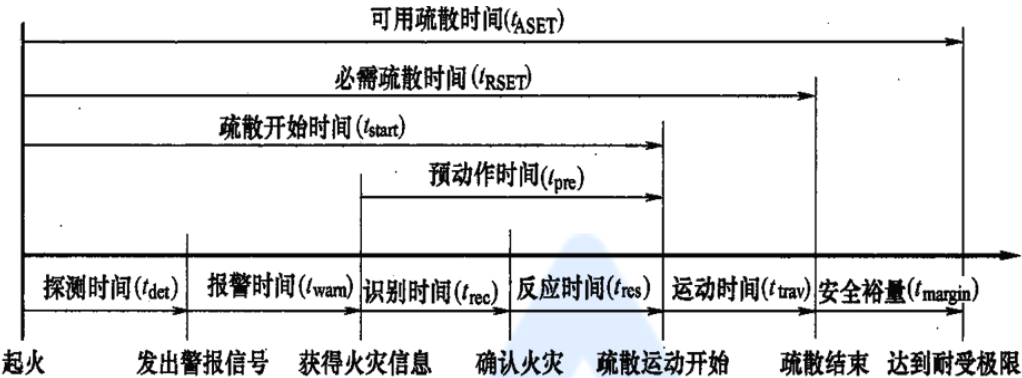 可用疏散时间(tASET)
必需疏散时间(tRSET)
疏散开始时间(tstart)
预动作时间(tpre)
探测时间(tdet) 报警时间(twarn) 识别时间(trec) 反应时间(tres) 运动时间(ttrav) 安全裕量(tmargin)
起火 发出警报信号 获得火灾信息 确认火灾 疏散运动开始 疏散结束 达到耐受极限